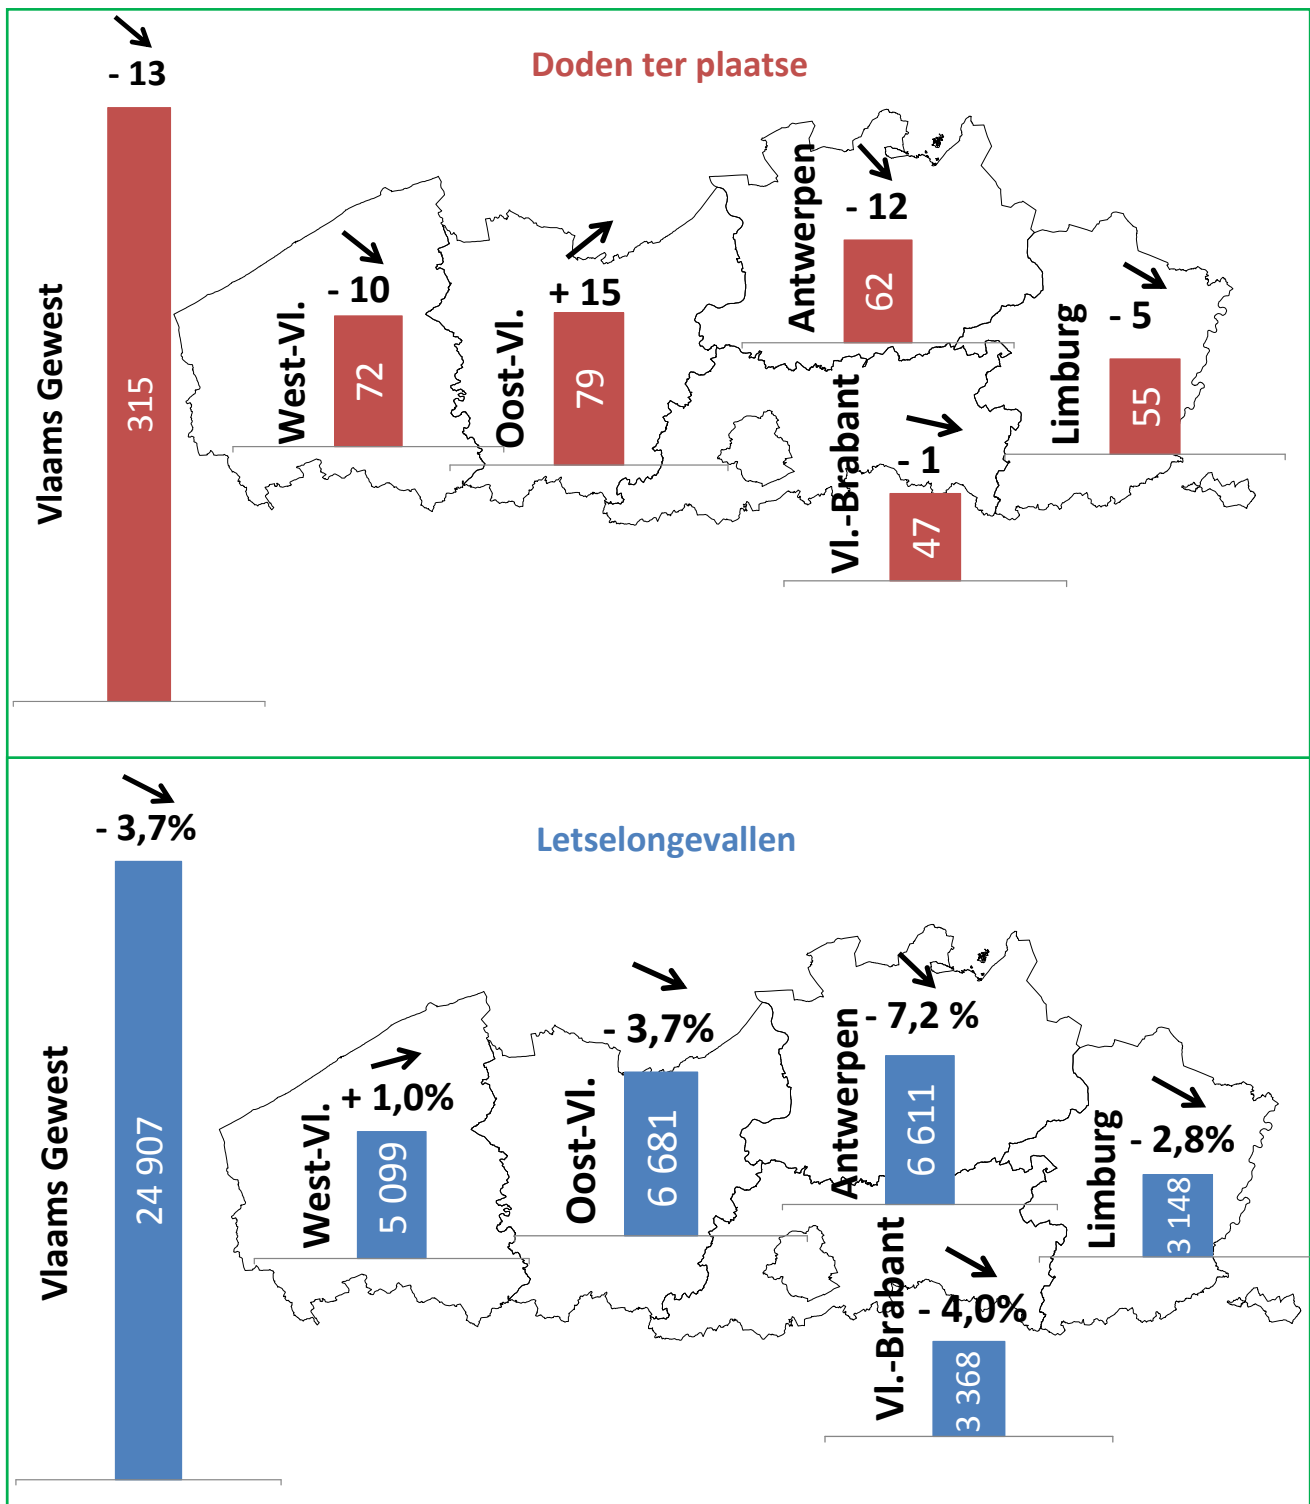 Doden ter plaatse
- 13
Vlaams Gewest
315
- 10
West-Vl.
72
+ 15
Oost-Vl.
79
- 12
Antwerpen
62
- 5
Limburg
55
- 1
Vl.-Brabant
47
Letselongevallen
- 3,7%
Vlaams Gewest
24 907
+ 1,0%
West-Vl.
5 099
- 3,7%
Oost-Vl.
6 681
- 7,2 %
Antwerpen
6 611
- 2,8%
Limburg
3 148
- 4,0%
Vl.-Brabant
3 368